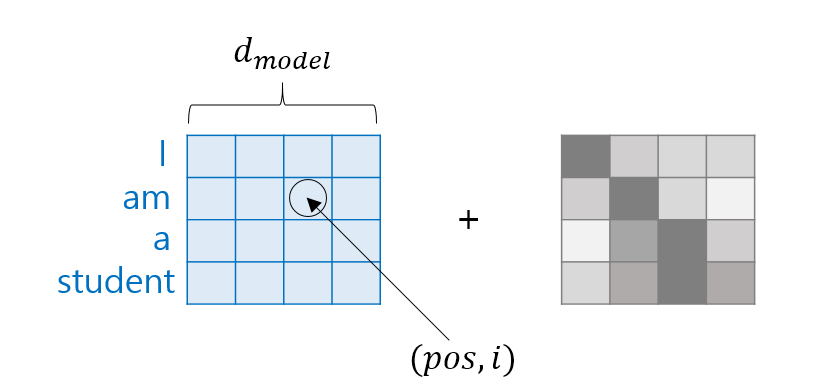 d_model
I
am
a
student
+
(pos, i)